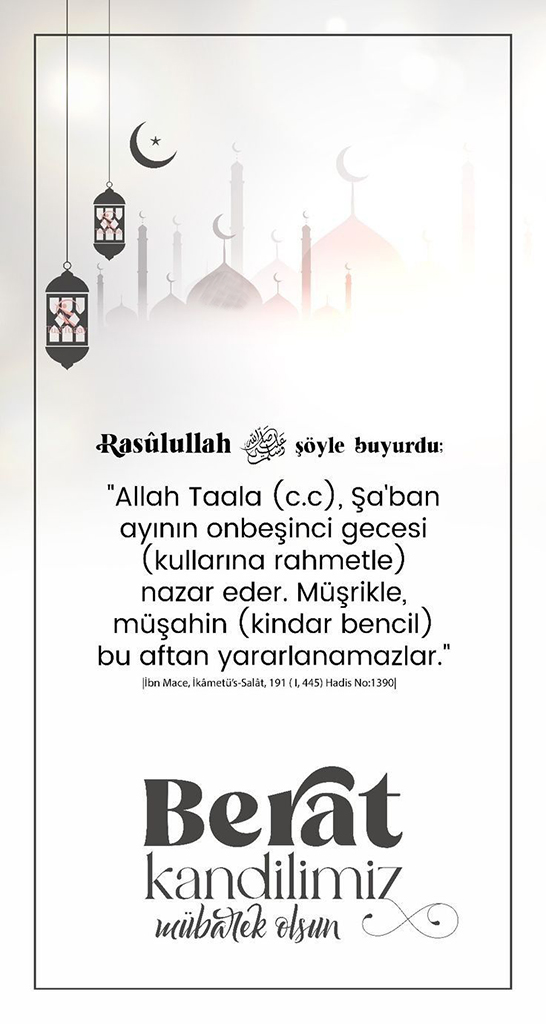 Rasûlullah ﷺ şöyle buyurdu;
"Allah Taala (c.c), Şa'ban
ayının onbeşinci gecesi
(kullarına rahmetle)
nazar eder. Müşrikle,
müşahin (kindar bencil)
bu aftan yararlanamazlar."
|İbn Mace, İkâmetü's-Salât, 191 ( I, 445) Hadis No:1390|
Berat
kandilimiz
mübarek olsun